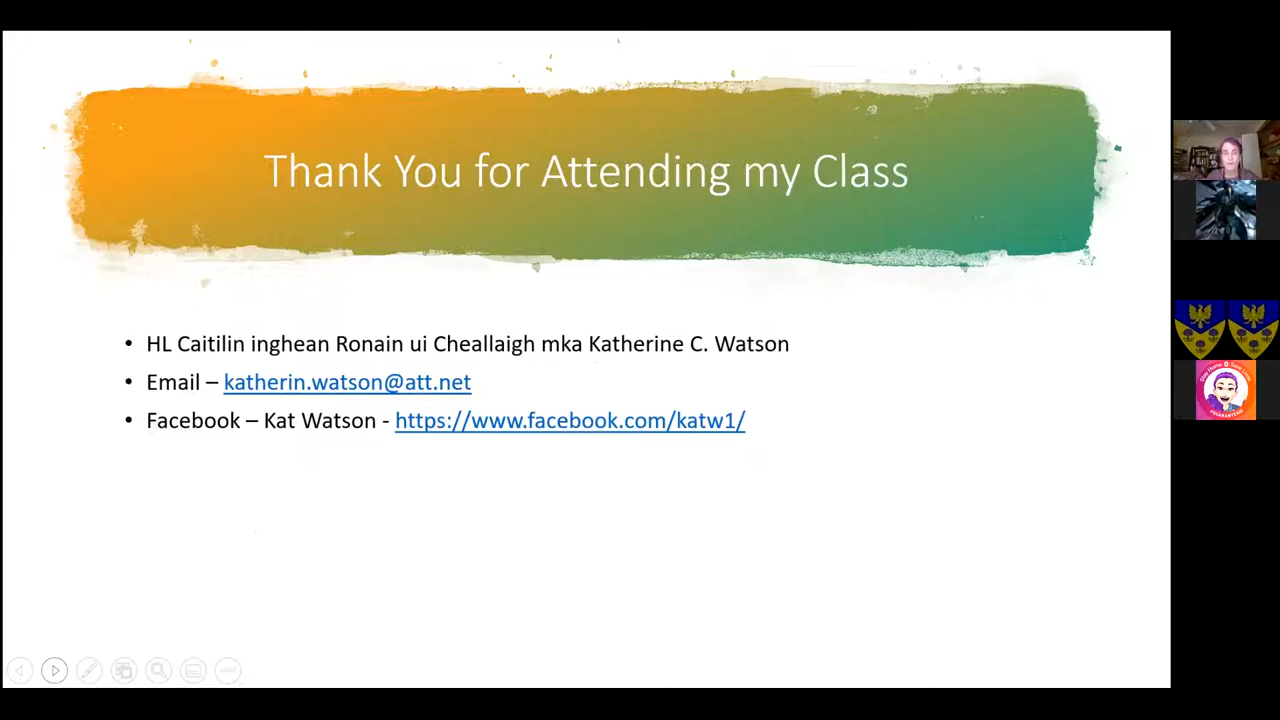 Thank You for Attending my Class
• HL Caitilin inghean Ronain ui Cheallaigh mka Katherine C. Watson
• Email – katherin.watson@att.net
• Facebook – Kat Watson - https://www.facebook.com/katw1/